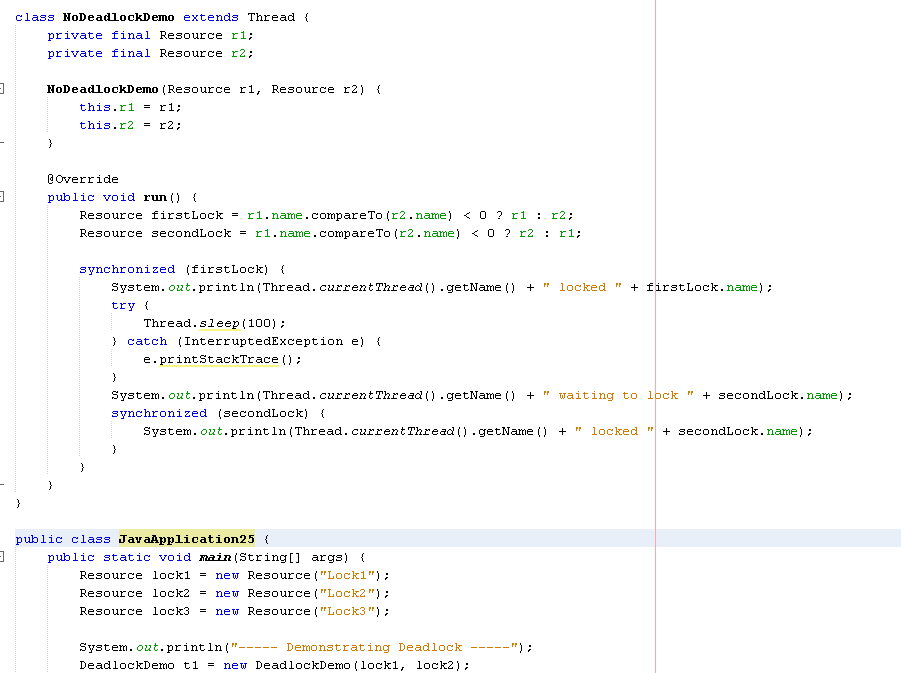 class NoDeadlockDemo extends Thread {
    private final Resource r1;
    private final Resource r2;
    NoDeadlockDemo(Resource r1, Resource r2) {
        this.r1 = r1;
        this.r2 = r2;
    }
    @Override
    public void run() {
        Resource firstLock = r1.name.compareTo(r2.name) < 0 ? r1 : r2;
        Resource secondLock = r1.name.compareTo(r2.name) < 0 ? r2 : r1;
        synchronized (firstLock) {
            System.out.println(Thread.currentThread().getName() + " locked " + firstLock.name);
            try {
                Thread.sleep(100);
            } catch (InterruptedException e) {
                e.printStackTrace();
            }
            System.out.println(Thread.currentThread().getName() + " waiting to lock " + secondLock.name);
            synchronized (secondLock) {
                System.out.println(Thread.currentThread().getName() + " locked " + secondLock.name);
            }
        }
    }
}
public class JavaApplication25 {
    public static void main(String[] args) {
        Resource lock1 = new Resource("Lock1");
        Resource lock2 = new Resource("Lock2");
        Resource lock3 = new Resource("Lock3");
        System.out.println("----- Demonstrating Deadlock -----");
        DeadlockDemo t1 = new DeadlockDemo(lock1, lock2);